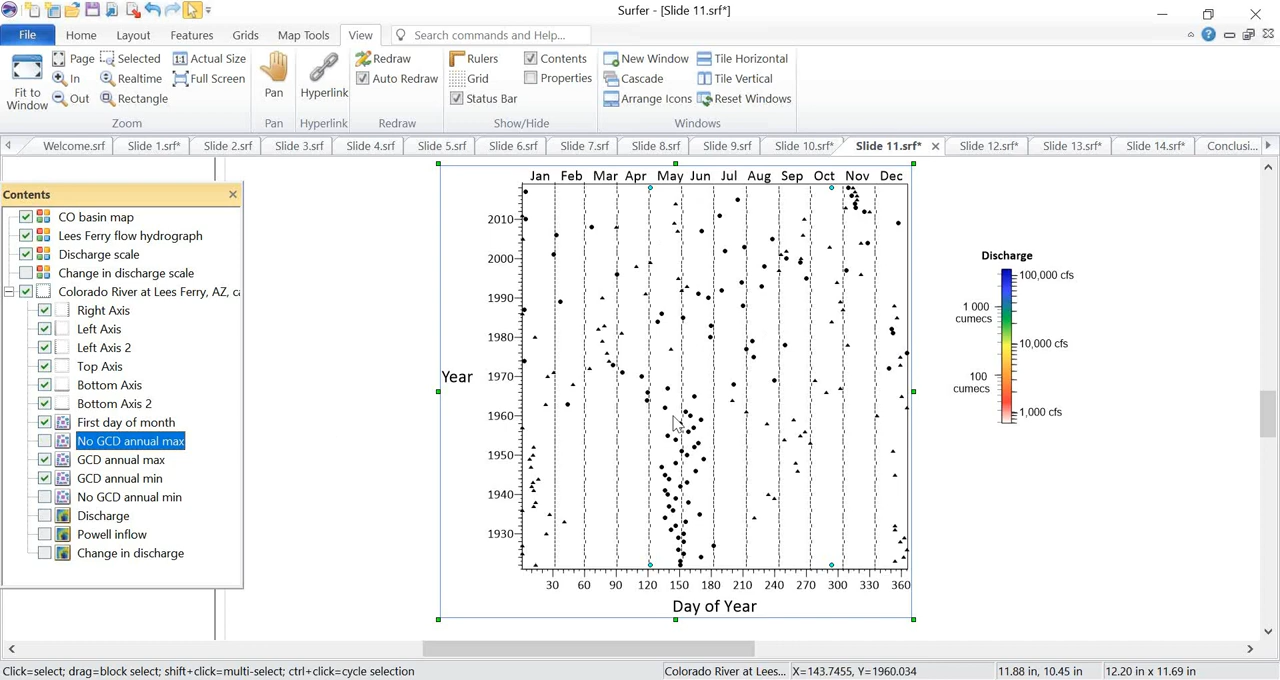 Surfer - [Slide 11.srf*]
File Home Layout Features Grids Map Tools View Search commands and Help...
Page Selected Actual Size Redraw Rulers Contents New Window Tile Horizontal
In Realtime Full Screen Auto Redraw Grid Properties Cascade Tile Vertical
Fit to Window Out Rectangle Pan Hyperlink Status Bar Arrange Icons Reset Windows
Zoom Pan Hyperlink Redraw Show/Hide Windows
Welcome.srf Slide 1.srf* Slide 2.srf Slide 3.srf Slide 4.srf Slide 5.srf Slide 6.srf Slide 7.srf Slide 8.srf Slide 9.srf Slide 10.srf* Slide 11.srf* Slide 12.srf* Slide 13.srf* Slide 14.srf* Conclusi...
Contents
CO basin map
Lees Ferry flow hydrograph
Discharge scale
Change in discharge scale
Colorado River at Lees Ferry, AZ, ca
Right Axis
Left Axis
Left Axis 2
Top Axis
Bottom Axis
Bottom Axis 2
First day of month
No GCD annual max
GCD annual max
GCD annual min
No GCD annual min
Discharge
Powell inflow
Change in discharge
Jan Feb Mar Apr May Jun Jul Aug Sep Oct Nov Dec
2010
2000
1990
1980
1970
1960
1950
1940
1930
Year
30 60 90 120 150 180 210 240 270 300 330 360
Day of Year
Discharge
100,000 cfs
1 000 cumecs
10,000 cfs
100 cumecs
1,000 cfs
Click=select; drag=block select; shift+click=multi-select; ctrl+click=cycle selection Colorado River at Lees... X=143.7455, Y=1960.034 11.88 in, 10.45 in 12.20 in x 11.69 in